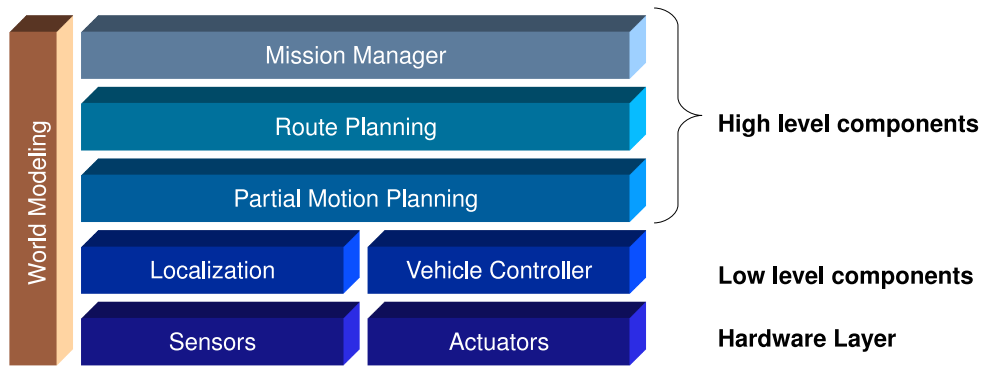 World Modeling
Mission Manager
Route Planning
Partial Motion Planning
High level components
Localization
Vehicle Controller
Low level components
Sensors
Actuators
Hardware Layer